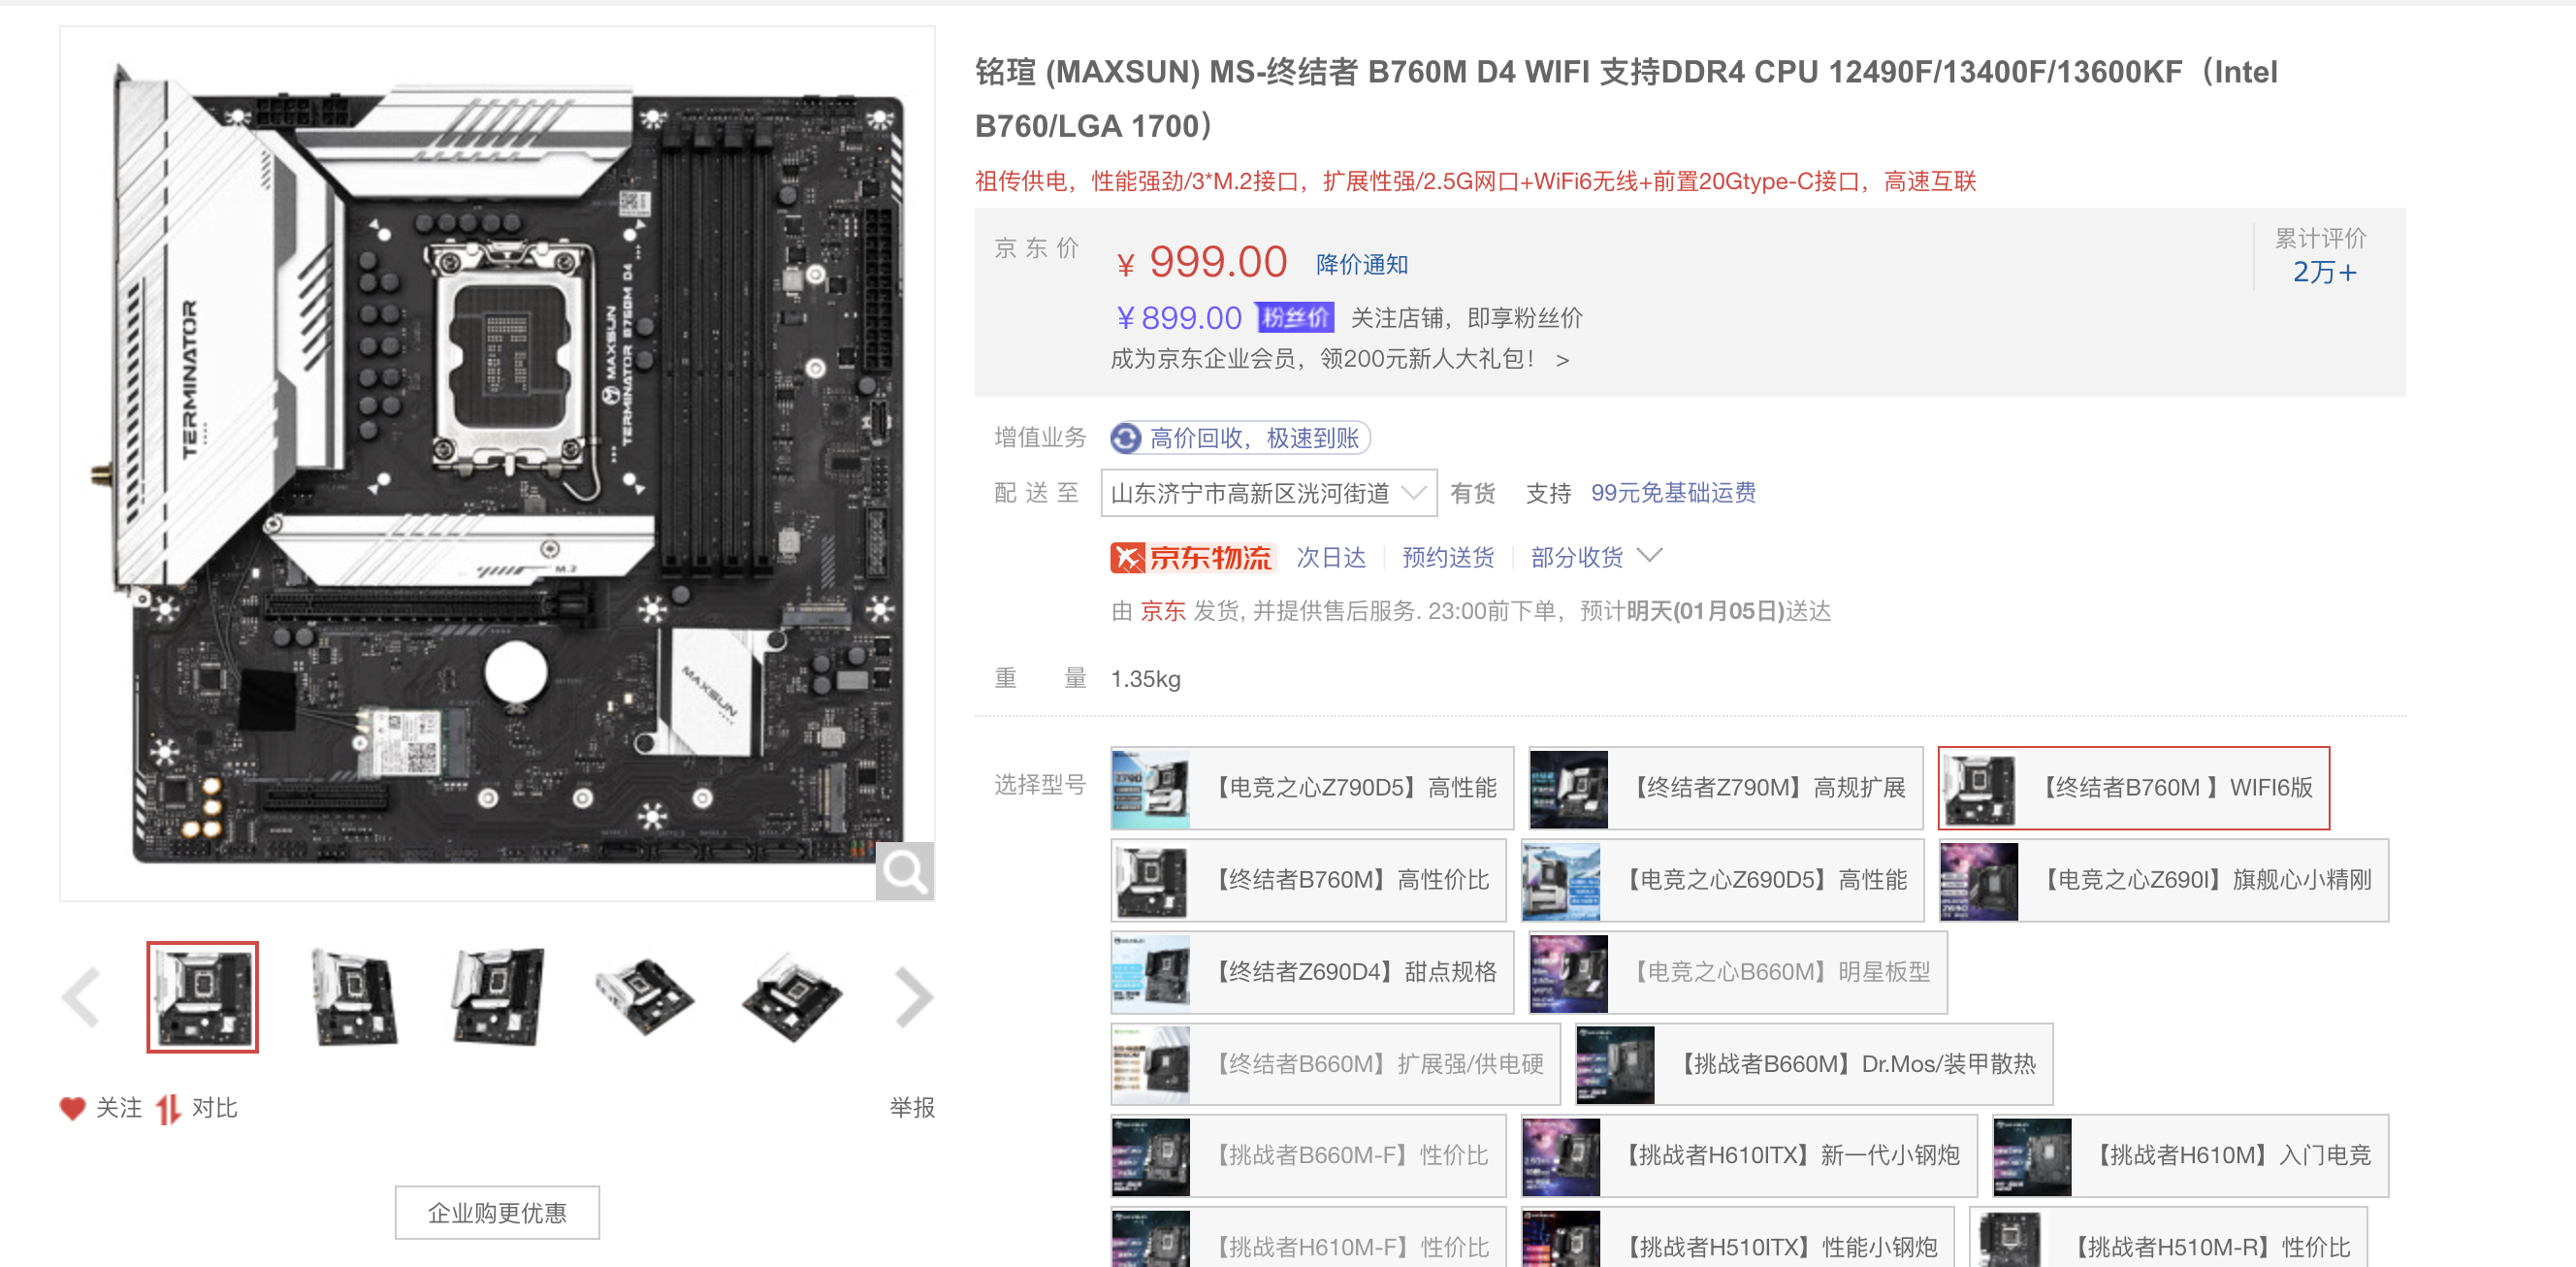 铭瑄 (MAXSUN) MS-终结者 B760M D4 WIFI 支持DDR4 CPU 12490F/13400F/13600KF（Intel
B760/LGA 1700）
祖传供电，性能强劲/3*M.2接口，扩展性强/2.5G网口+WiFi6无线+前置20Gtype-C接口，高速互联
京东价
￥ 999.00 降价通知
累计评价
2万+
￥899.00 粉丝价 关注店铺，即享粉丝价
成为京东企业会员，领200元新人大礼包！ >
增值业务 高价回收，极速到账
配送至 山东济宁市高新区洸河街道 有货 支持 99元免基础运费
京东物流 次日达 预约送货 部分收货
由 京东 发货, 并提供售后服务. 23:00前下单，预计明天(01月05日)送达
重量 1.35kg
选择型号
【电竞之心Z790D5】高性能 【终结者Z790M】高规扩展 【终结者B760M 】WIFI6版
【终结者B760M】高性价比 【电竞之心Z690D5】高性能 【电竞之心Z690I】旗舰心小精刚
【终结者Z690D4】甜点规格 【电竞之心B660M】明星板型
【终结者B660M】扩展强/供电硬 【挑战者B660M】Dr.Mos/装甲散热
【挑战者B660M-F】性价比 【挑战者H610ITX】新一代小钢炮 【挑战者H610M】入门电竞
【挑战者H610M-F】性价比 【挑战者H510ITX】性能小钢炮 【挑战者H510M-R】性价比
TERMINATOR
MAXSUN
TERMINATOR B760M D4
M.2
MAXSUN
关注 对比 举报
企业购更优惠